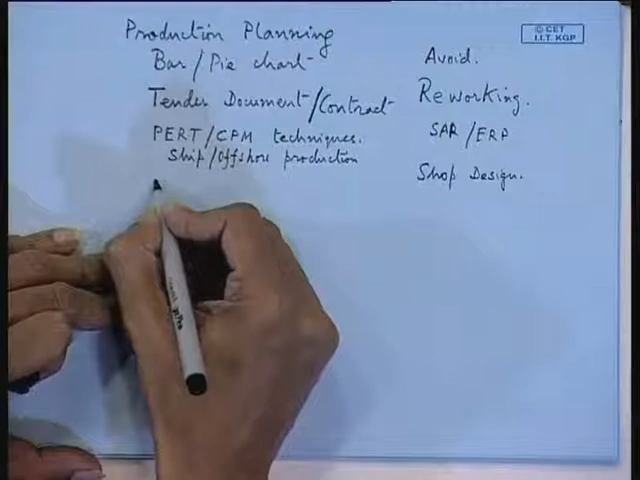 Production Planning
Bar/Pie chart
Tender Document/Contract
PERT/CPM techniques.
Ship/Offshore production
Avoid.
Reworking.
SAR/ERP
Shop Design.
© CET
I.I.T. KGP